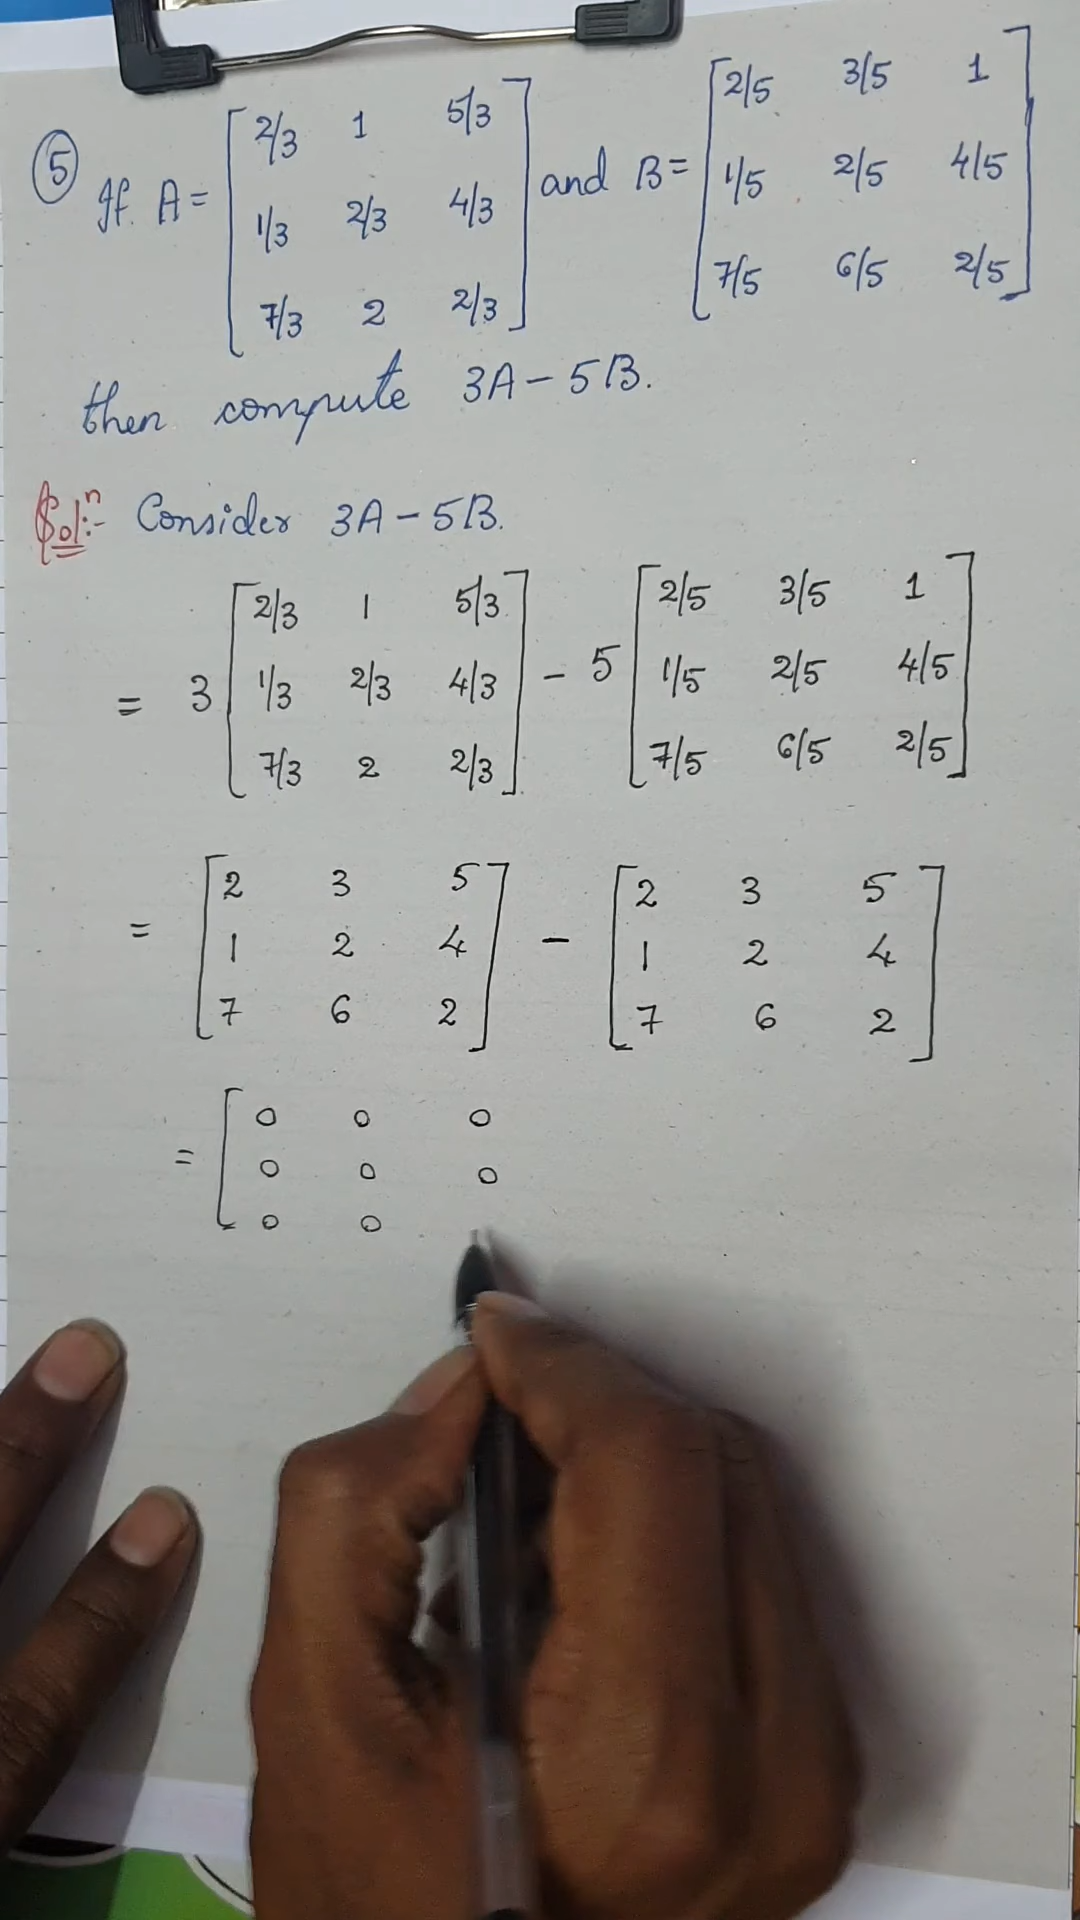 5 If A = [ 2/3 1 5/3 ] and B = [ 2/5 3/5 1 ]
[ 1/3 2/3 4/3 ] [ 1/5 2/5 4/5 ]
[ 7/3 2 2/3 ] [ 7/5 6/5 2/5 ]
then compute 3A - 5B.
Solⁿ:- Consider 3A - 5B.
= 3 [ 2/3 1 5/3 ] - 5 [ 2/5 3/5 1 ]
[ 1/3 2/3 4/3 ] [ 1/5 2/5 4/5 ]
[ 7/3 2 2/3 ] [ 7/5 6/5 2/5 ]
= [ 2 3 5 ] - [ 2 3 5 ]
[ 1 2 4 ] [ 1 2 4 ]
[ 7 6 2 ] [ 7 6 2 ]
= [ 0 0 0
0 0 0
0 0